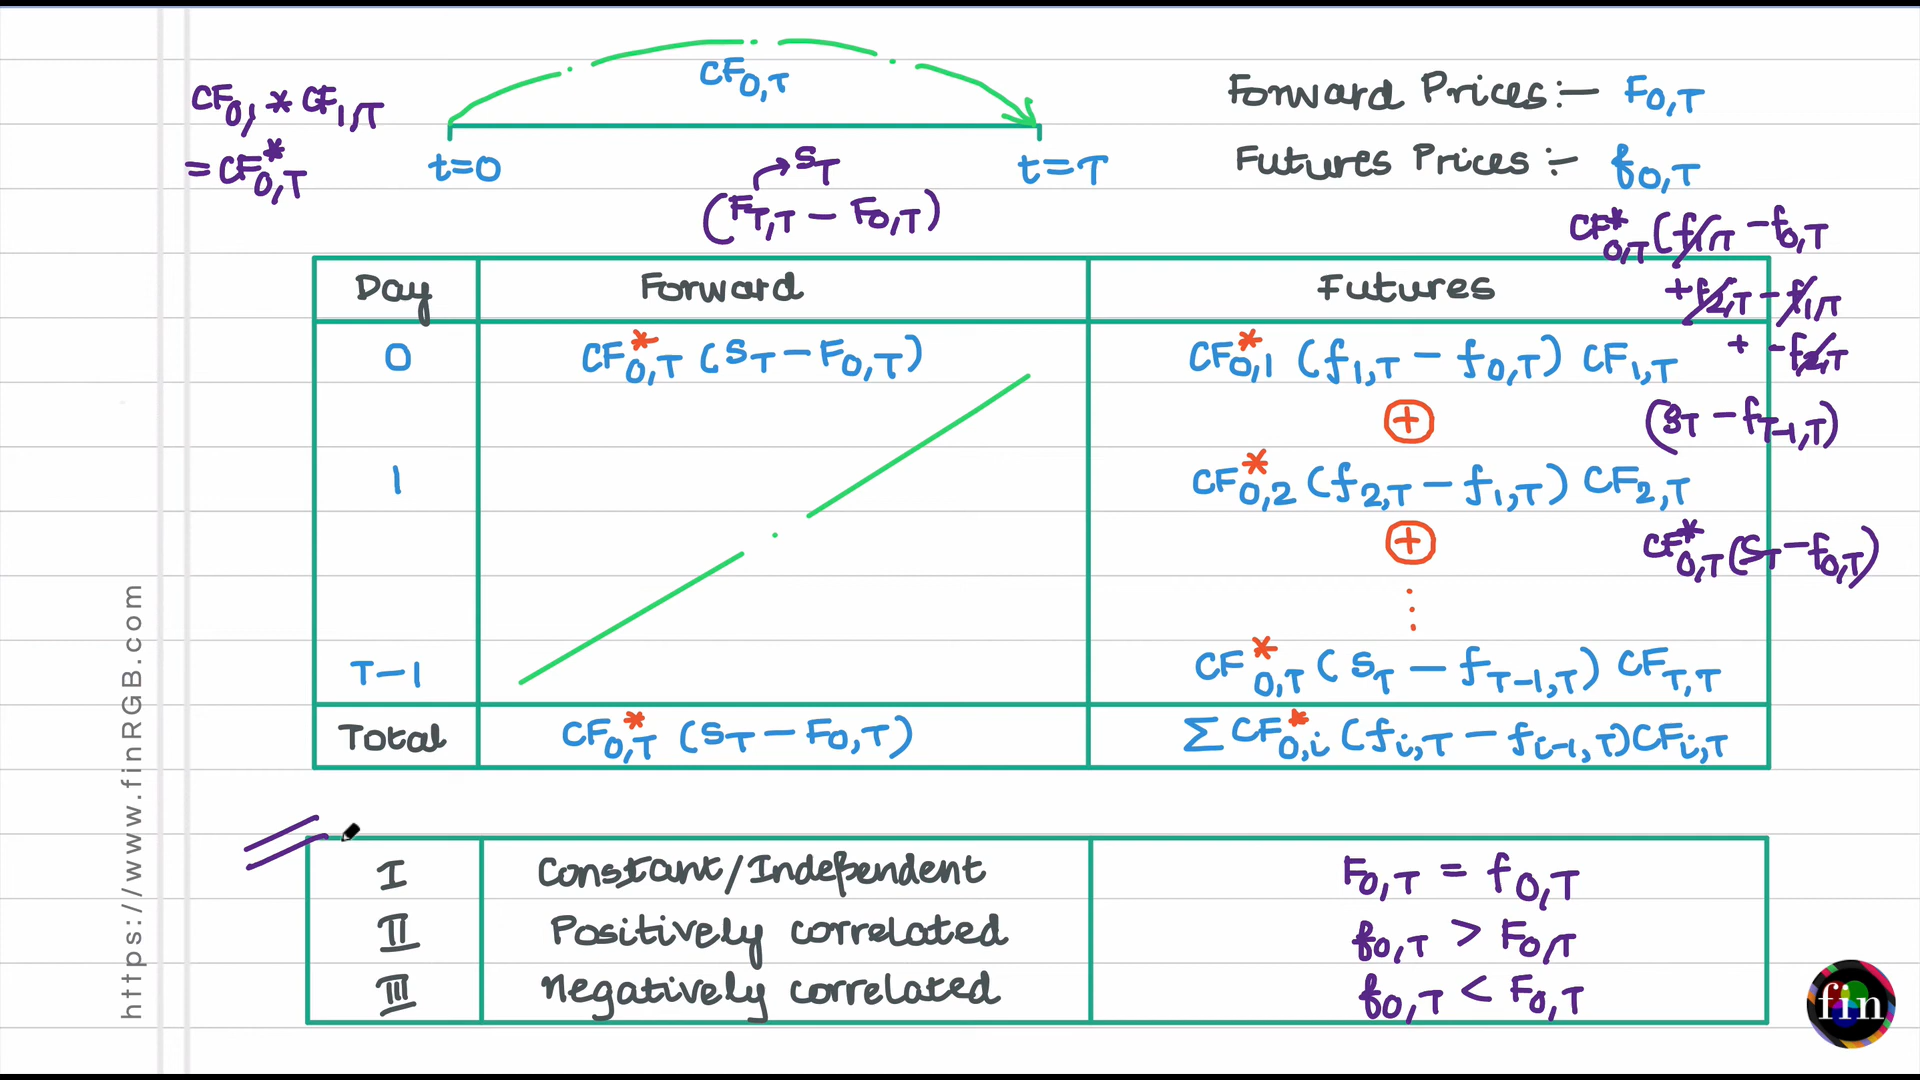 CF0,T
Forward Prices:- F0,T
CF0,1 * CF1,T
= CF*0,T
t=0
→ ST
(FT,T - F0,T)
t=T
Futures Prices:- f0,T
CF*0,T (f1,T - f0,T
+ f2,T - f1,T
+ - f2,T
(ST - fT-1,T)
CF*0,T (ST - f0,T)
Day Forward Futures
0 CF*0,T (ST - F0,T) CF*0,1 (f1,T - f0,T) CF1,T
+
1 CF*0,2 (f2,T - f1,T) CF2,T
+
⋮
T-1 CF*0,T (ST - fT-1,T) CFT,T
Total CF*0,T (ST - F0,T) Σ CF*0,i (fi,T - fi-1,T) CFi,T
I Constant/Independent F0,T = f0,T
II Positively correlated f0,T > F0,T
III Negatively correlated f0,T < F0,T
https://www.finRGB.com
fin